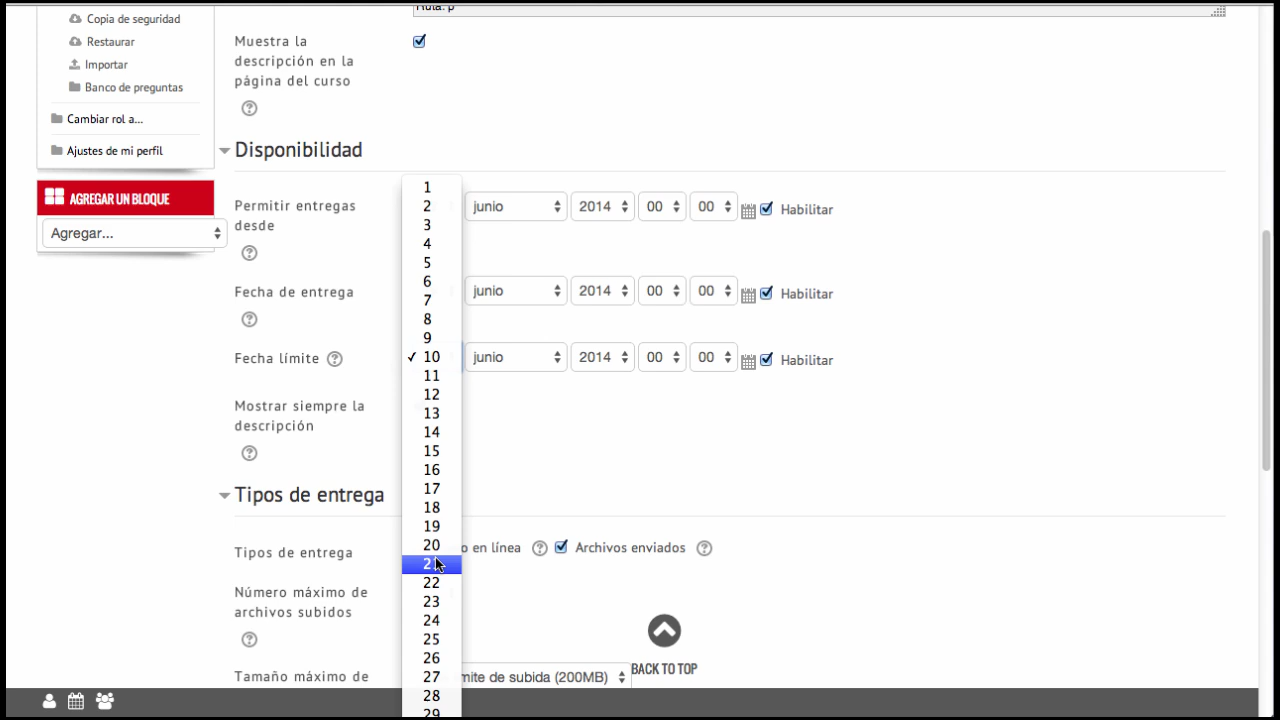 Ruta: p
Copia de seguridad
Restaurar
Importar
Banco de preguntas
Cambiar rol a...
Ajustes de mi perfil
AGREGAR UN BLOQUE
Agregar...
Muestra la
descripción en la
página del curso
Disponibilidad
Permitir entregas
desde
junio 2014 00 00 Habilitar
Fecha de entrega
junio 2014 00 00 Habilitar
Fecha límite
junio 2014 00 00 Habilitar
Mostrar siempre la
descripción
1
2
3
4
5
6
7
8
9
✓ 10
11
12
13
14
15
16
17
18
19
20
21
22
23
24
25
26
27
28
29
Tipos de entrega
Tipos de entrega
o en línea Archivos enviados
Número máximo de
archivos subidos
Tamaño máximo de
mite de subida (200MB)
BACK TO TOP